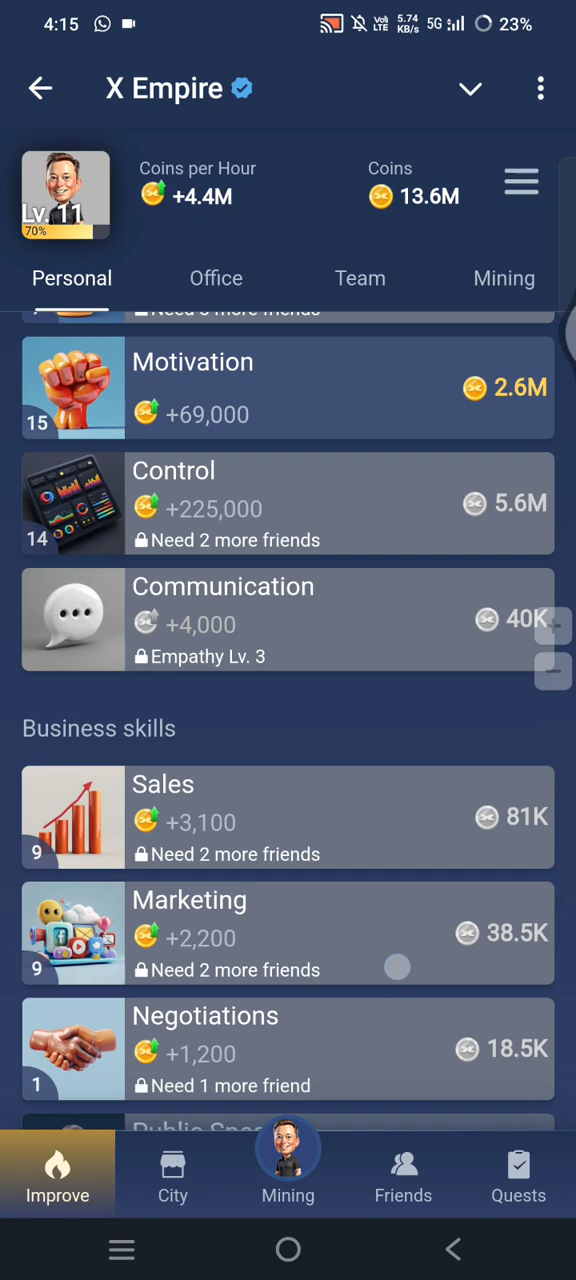 4:15
Vo)) LTE 5.74 KB/s 5G 23%
X Empire
Coins per Hour
+4.4M
Coins
13.6M
Lv. 11
70%
Personal Office Team Mining
Motivation
+69,000
2.6M
15
Control
+225,000
5.6M
14
Need 2 more friends
Communication
+4,000
40K
Empathy Lv. 3
Business skills
Sales
+3,100
81K
9
Need 2 more friends
Marketing
+2,200
38.5K
9
Need 2 more friends
Negotiations
+1,200
18.5K
1
Need 1 more friend
Improve City Mining Friends Quests